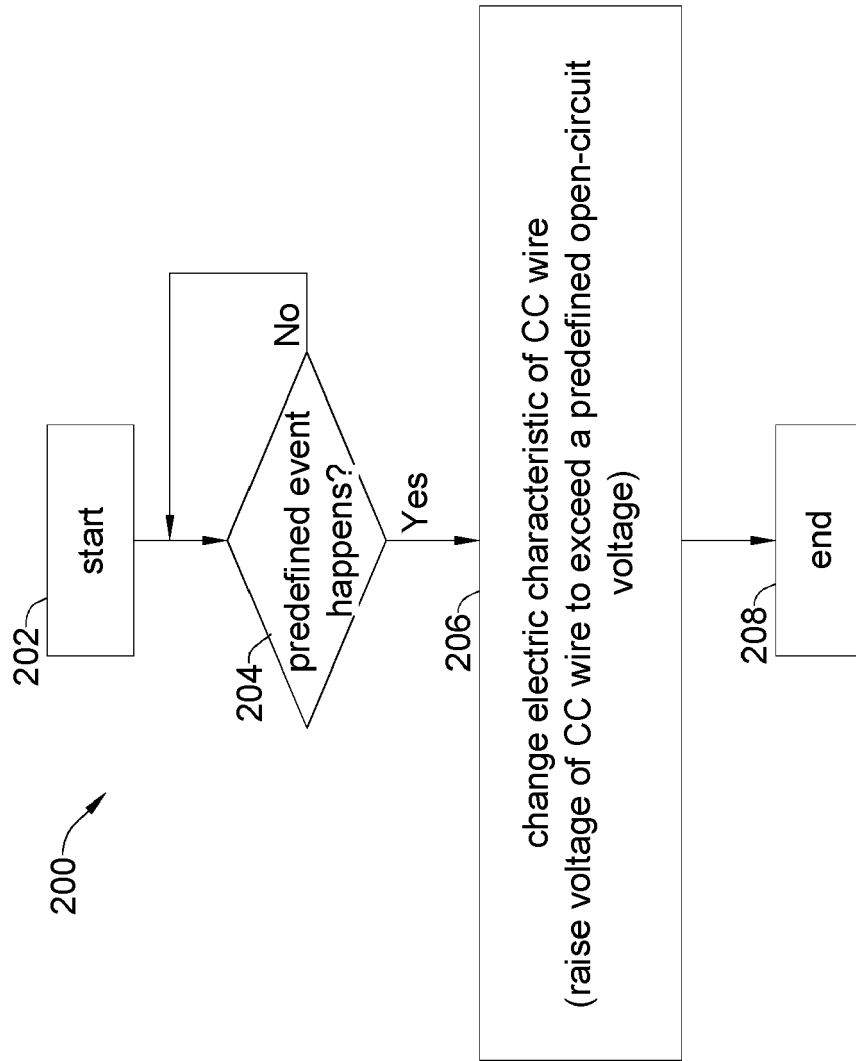 200
202
start
204
predefined event
happens?
No
Yes
206
change electric characteristic of CC wire
(raise voltage of CC wire to exceed a predefined open-circuit
voltage)
208
end